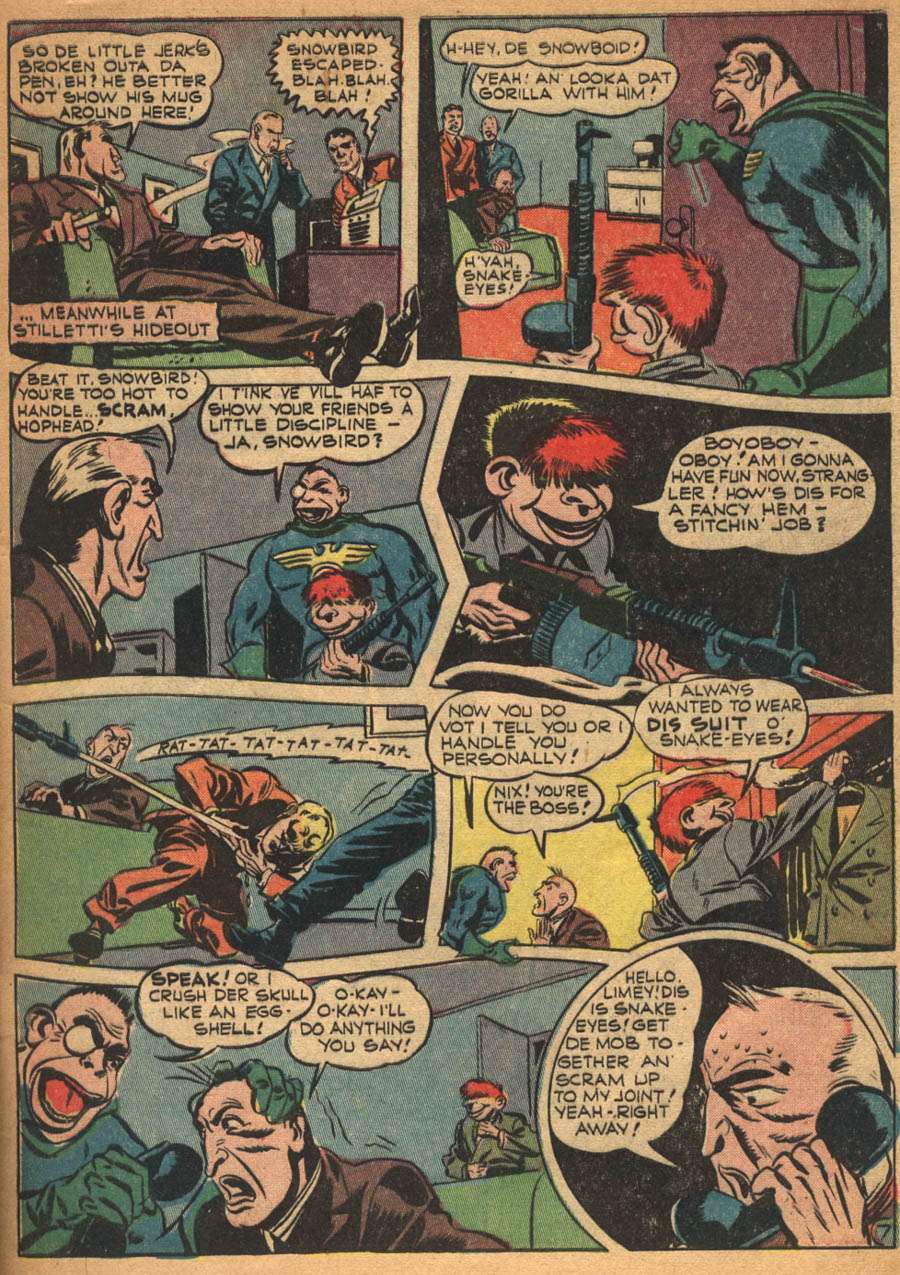 SO DE LITTLE JERK'S
BROKEN OUTA DA
PEN, EH? HE BETTER
NOT SHOW HIS MUG
AROUND HERE!
SNOWBIRD
ESCAPED-
BLAH-BLAH-
BLAH!
... MEANWHILE AT
STILLETTI'S HIDEOUT
H-HEY, DE SNOWBOID!
YEAH! AN' LOOKA DAT
GORILLA WITH HIM!
H'YAH,
SNAKE-
EYES!
BEAT IT, SNOWBIRD!
YOU'RE TOO HOT TO
HANDLE... SCRAM,
HOPHEAD!
I T'INK VE VILL HAF TO
SHOW YOUR FRIENDS A
LITTLE DISCIPLINE -
JA, SNOWBIRD?
BOYOBOY-
OBOY! AM I GONNA
HAVE FUN NOW, STRANG-
LER! HOW'S DIS FOR
A FANCY HEM-
STITCHIN' JOB?
RAT-TAT-TAT-TAT-TAT-TAT-
NOW YOU DO
VOT I TELL YOU OR I
HANDLE YOU
PERSONALLY!
NIX! YOU'RE
THE BOSS!
I ALWAYS
WANTED TO WEAR
DIS SUIT O'
SNAKE-EYES!
SPEAK! OR I
CRUSH DER SKULL
LIKE AN EGG-
SHELL!
O-KAY-
O-KAY-I'LL
DO ANYTHING
YOU SAY!
HELLO,
LIMEY! DIS
IS SNAKE-
EYES! GET
DE MOB TO-
GETHER AN'
SCRAM UP
TO MY JOINT!
YEAH--RIGHT
AWAY!
7